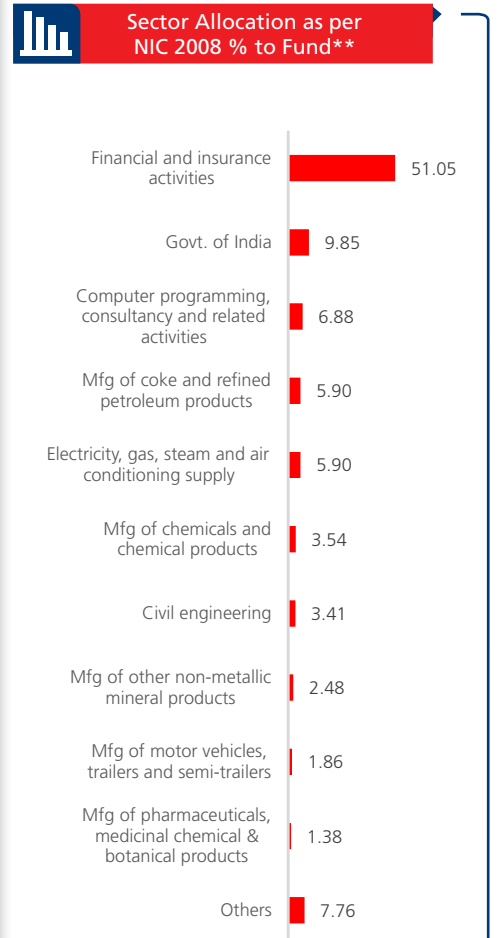 Sector Allocation as per
NIC 2008 % to Fund**
Financial and insurance
activities
51.05
Govt. of India
9.85
Computer programming,
consultancy and related
activities
6.88
Mfg of coke and refined
petroleum products
5.90
Electricity, gas, steam and air
conditioning supply
5.90
Mfg of chemicals and
chemical products
3.54
Civil engineering
3.41
Mfg of other non-metallic
mineral products
2.48
Mfg of motor vehicles,
trailers and semi-trailers
1.86
Mfg of pharmaceuticals,
medicinal chemical &
botanical products
1.38
Others
7.76